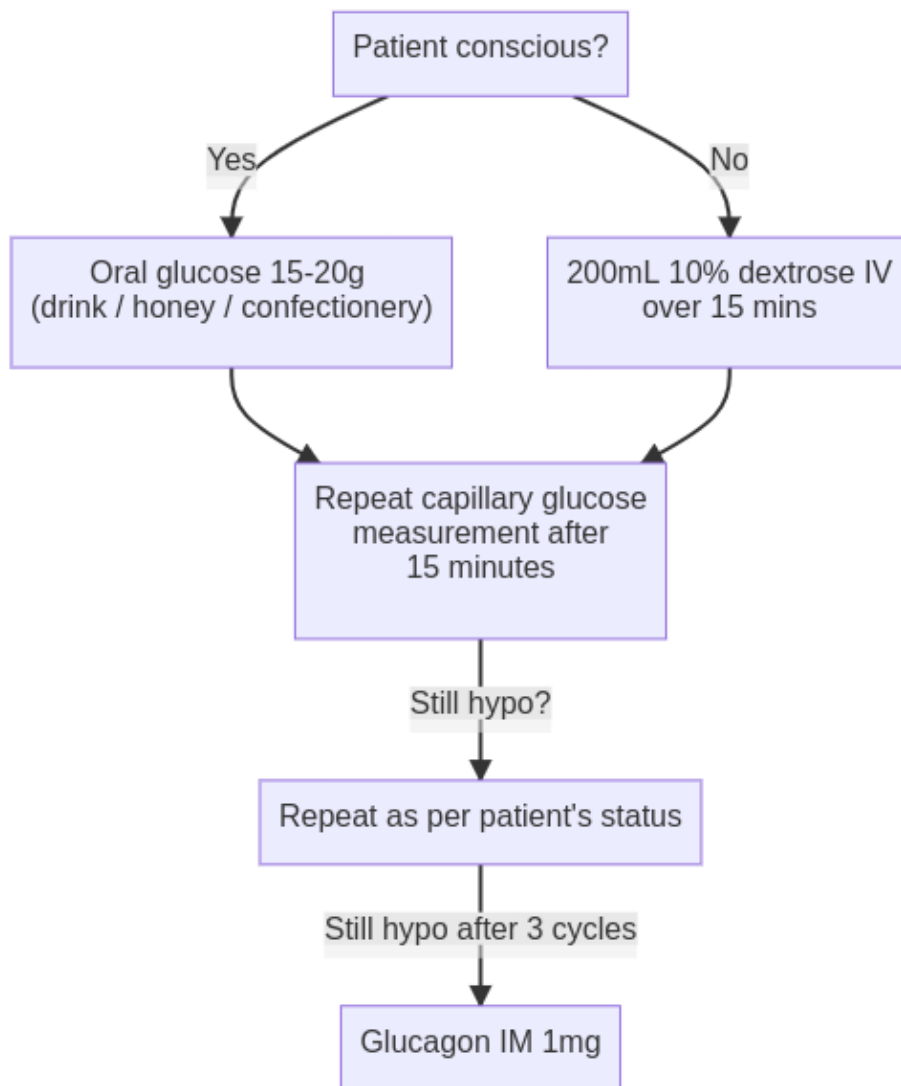 Patient conscious?
Yes
No
Oral glucose 15-20g
(drink / honey / confectionery)
200mL 10% dextrose IV
over 15 mins
Repeat capillary glucose
measurement after
15 minutes
Still hypo?
Repeat as per patient's status
Still hypo after 3 cycles
Glucagon IM 1mg